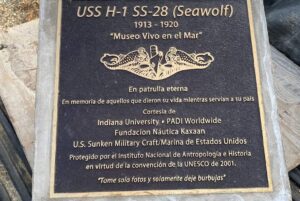 USS H-1 SS-28 (Seawolf)
1913 - 1920
"Museo Vivo en el Mar"
En patrulla eterna
En memoria de aquellos que dieron su vida mientras servían a su país
Cortesía de
Indiana University • PADI Worldwide
Fundacion Náutica Kaxaan
U.S. Sunken Military Craft/Marina de Estados Unidos
Protegido por el Instituto Nacional de Antropología e Historia
en virtud de la convención de la UNESCO de 2001.
"Tome solo fotos y solamente deje burbujas"